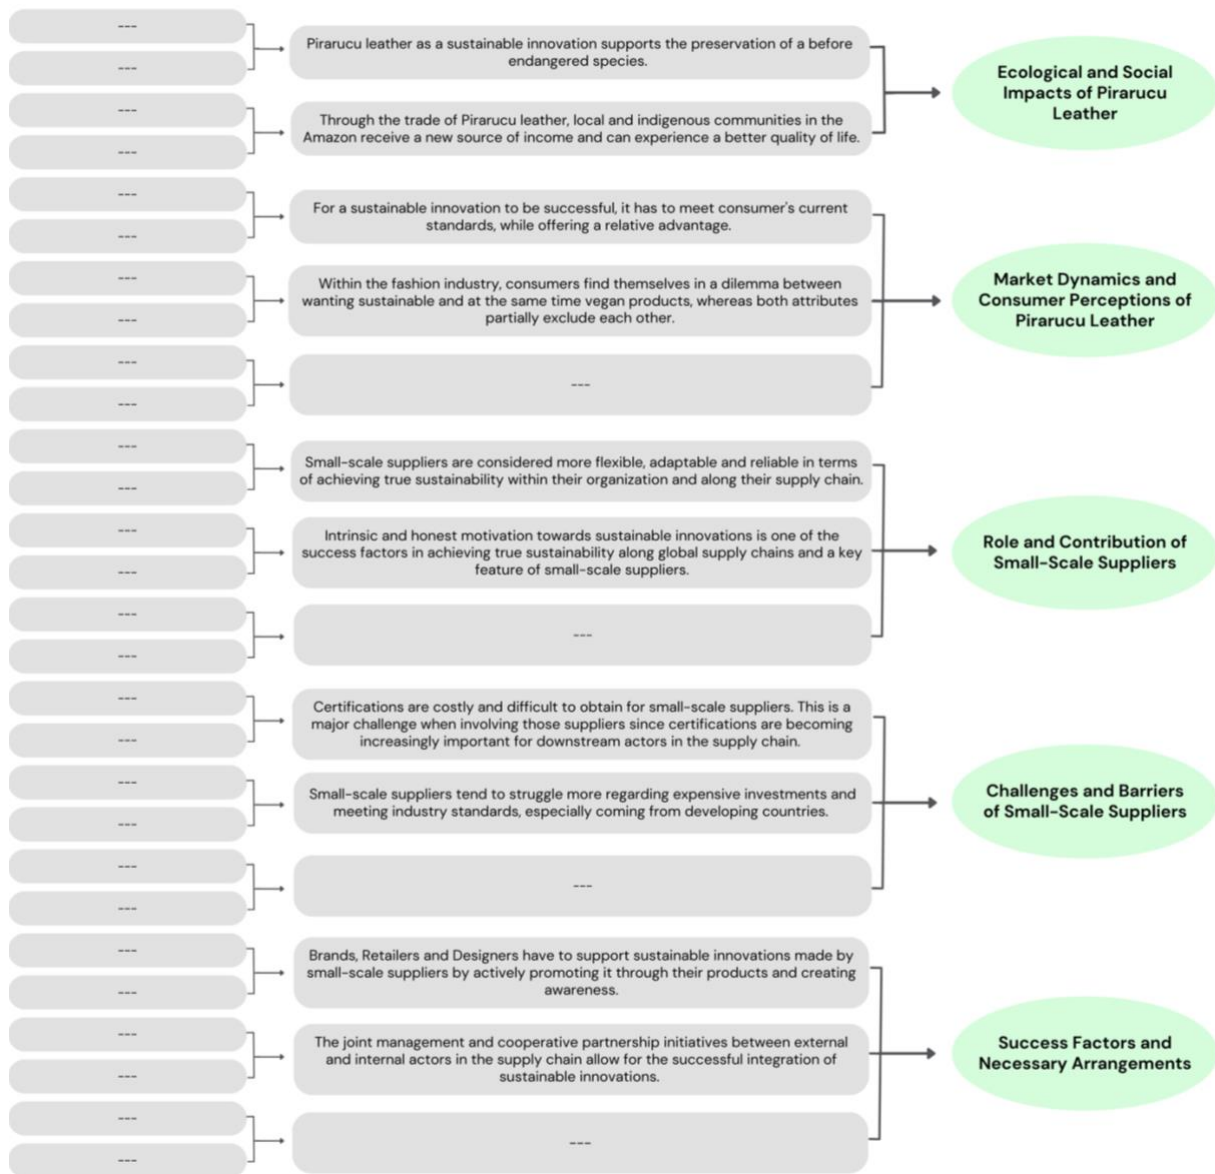 ---
---
Pirarucu leather as a sustainable innovation supports the preservation of a before
endangered species.
---
---
Through the trade of Pirarucu leather, local and indigenous communities in the
Amazon receive a new source of income and can experience a better quality of life.
Ecological and Social
Impacts of Pirarucu
Leather
---
---
For a sustainable innovation to be successful, it has to meet consumer's current
standards, while offering a relative advantage.
---
---
Within the fashion industry, consumers find themselves in a dilemma between
wanting sustainable and at the same time vegan products, whereas both attributes
partially exclude each other.
---
---
---
Market Dynamics and
Consumer Perceptions of
Pirarucu Leather
---
---
Small-scale suppliers are considered more flexible, adaptable and reliable in terms
of achieving true sustainability within their organization and along their supply chain.
---
---
Intrinsic and honest motivation towards sustainable innovations is one of the
success factors in achieving true sustainability along global supply chains and a key
feature of small-scale suppliers.
---
---
---
Role and Contribution of
Small-Scale Suppliers
---
---
Certifications are costly and difficult to obtain for small-scale suppliers. This is a
major challenge when involving those suppliers since certifications are becoming
increasingly important for downstream actors in the supply chain.
---
---
Small-scale suppliers tend to struggle more regarding expensive investments and
meeting industry standards, especially coming from developing countries.
---
---
---
Challenges and Barriers
of Small-Scale Suppliers
---
---
Brands, Retailers and Designers have to support sustainable innovations made by
small-scale suppliers by actively promoting it through their products and creating
awareness.
---
---
The joint management and cooperative partnership initiatives between external
and internal actors in the supply chain allow for the successful integration of
sustainable innovations.
---
---
---
Success Factors and
Necessary Arrangements